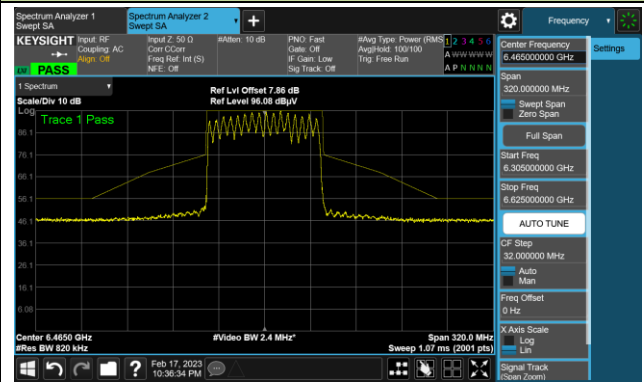 Spectrum Analyzer 1
Swept SA
Spectrum Analyzer 2
Swept SA
Frequency
KEYSIGHT
Input: RF
Coupling: AC
Align: Off
Input Z: 50 Ω
Corr CCorr
Freq Ref: Int (S)
NFE: Off
#Atten: 10 dB
PNO: Fast
Gate: Off
IF Gain: Low
Sig Track: Off
#Avg Type: Power (RMS
Avg|Hold: 100/100
Trig: Free Run
1 2 3 4 5 6
A W W W W W
A P N N N N
LXI
PASS
1 Spectrum
Scale/Div 10 dB
Ref Lvl Offset 7.86 dB
Ref Level 96.08 dBµV
Log
Trace 1 Pass
86.1
76.1
66.1
56.1
46.1
36.1
26.1
16.1
6.08
Center 6.4650 GHz
#Res BW 820 kHz
#Video BW 2.4 MHz*
Span 320.0 MHz
Sweep 1.07 ms (2001 pts)
Feb 17, 2023
10:36:34 PM
Center Frequency
6.465000000 GHz
Settings
Span
320.000000 MHz
Swept Span
Zero Span
Full Span
Start Freq
6.305000000 GHz
Stop Freq
6.625000000 GHz
AUTO TUNE
CF Step
32.000000 MHz
Auto
Man
Freq Offset
0 Hz
X Axis Scale
Log
Lin
Signal Track
(Span Zoom)